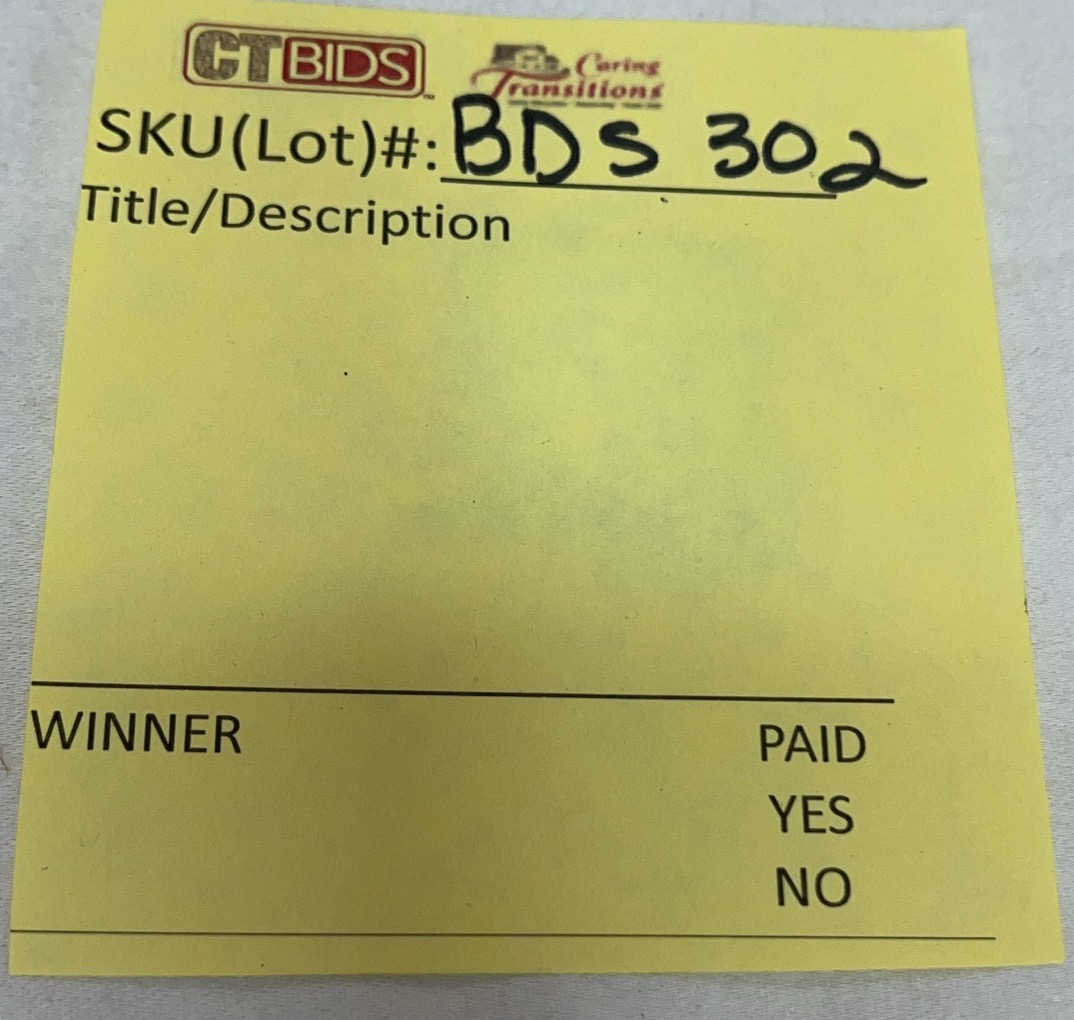 CTBIDS
Caring
Transitions
SKU(Lot)#: BDS 302
Title/Description
WINNER PAID
YES
NO